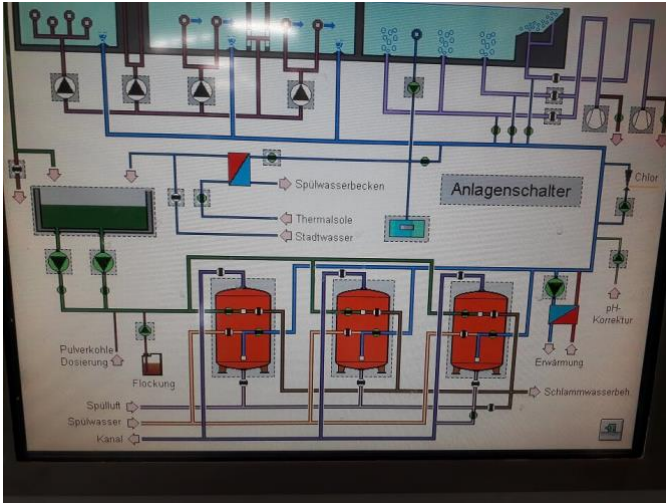 Spülwasserbecken
Anlagenschalter
Chlor
Thermalsole
Stadtwasser
pH-
Korrektur
Pulverkohle
Dosierung
Flockung
Erwärmung
Schlammwasserbeh.
Spülluft
Spülwasser
Kanal